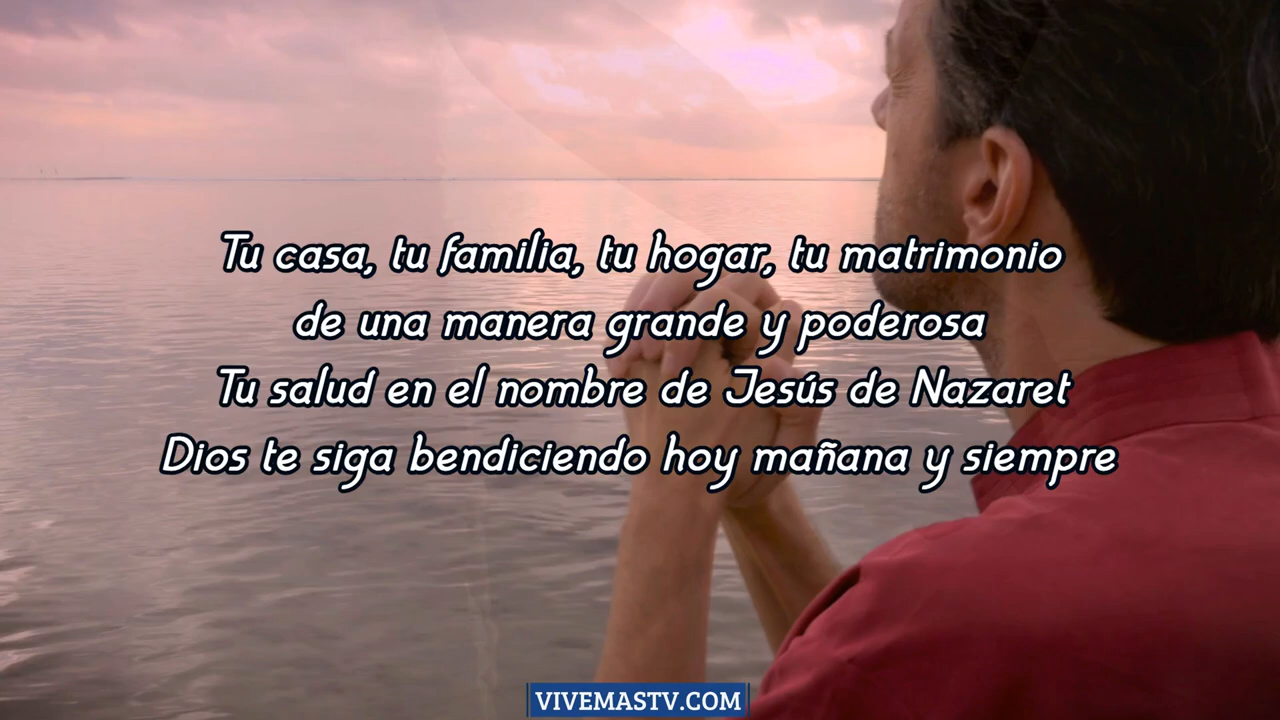 Tu casa, tu familia, tu hogar, tu matrimonio
de una manera grande y poderosa
Tu salud en el nombre de Jesús de Nazaret
Dios te siga bendiciendo hoy mañana y siempre
VIVEMASTV.COM